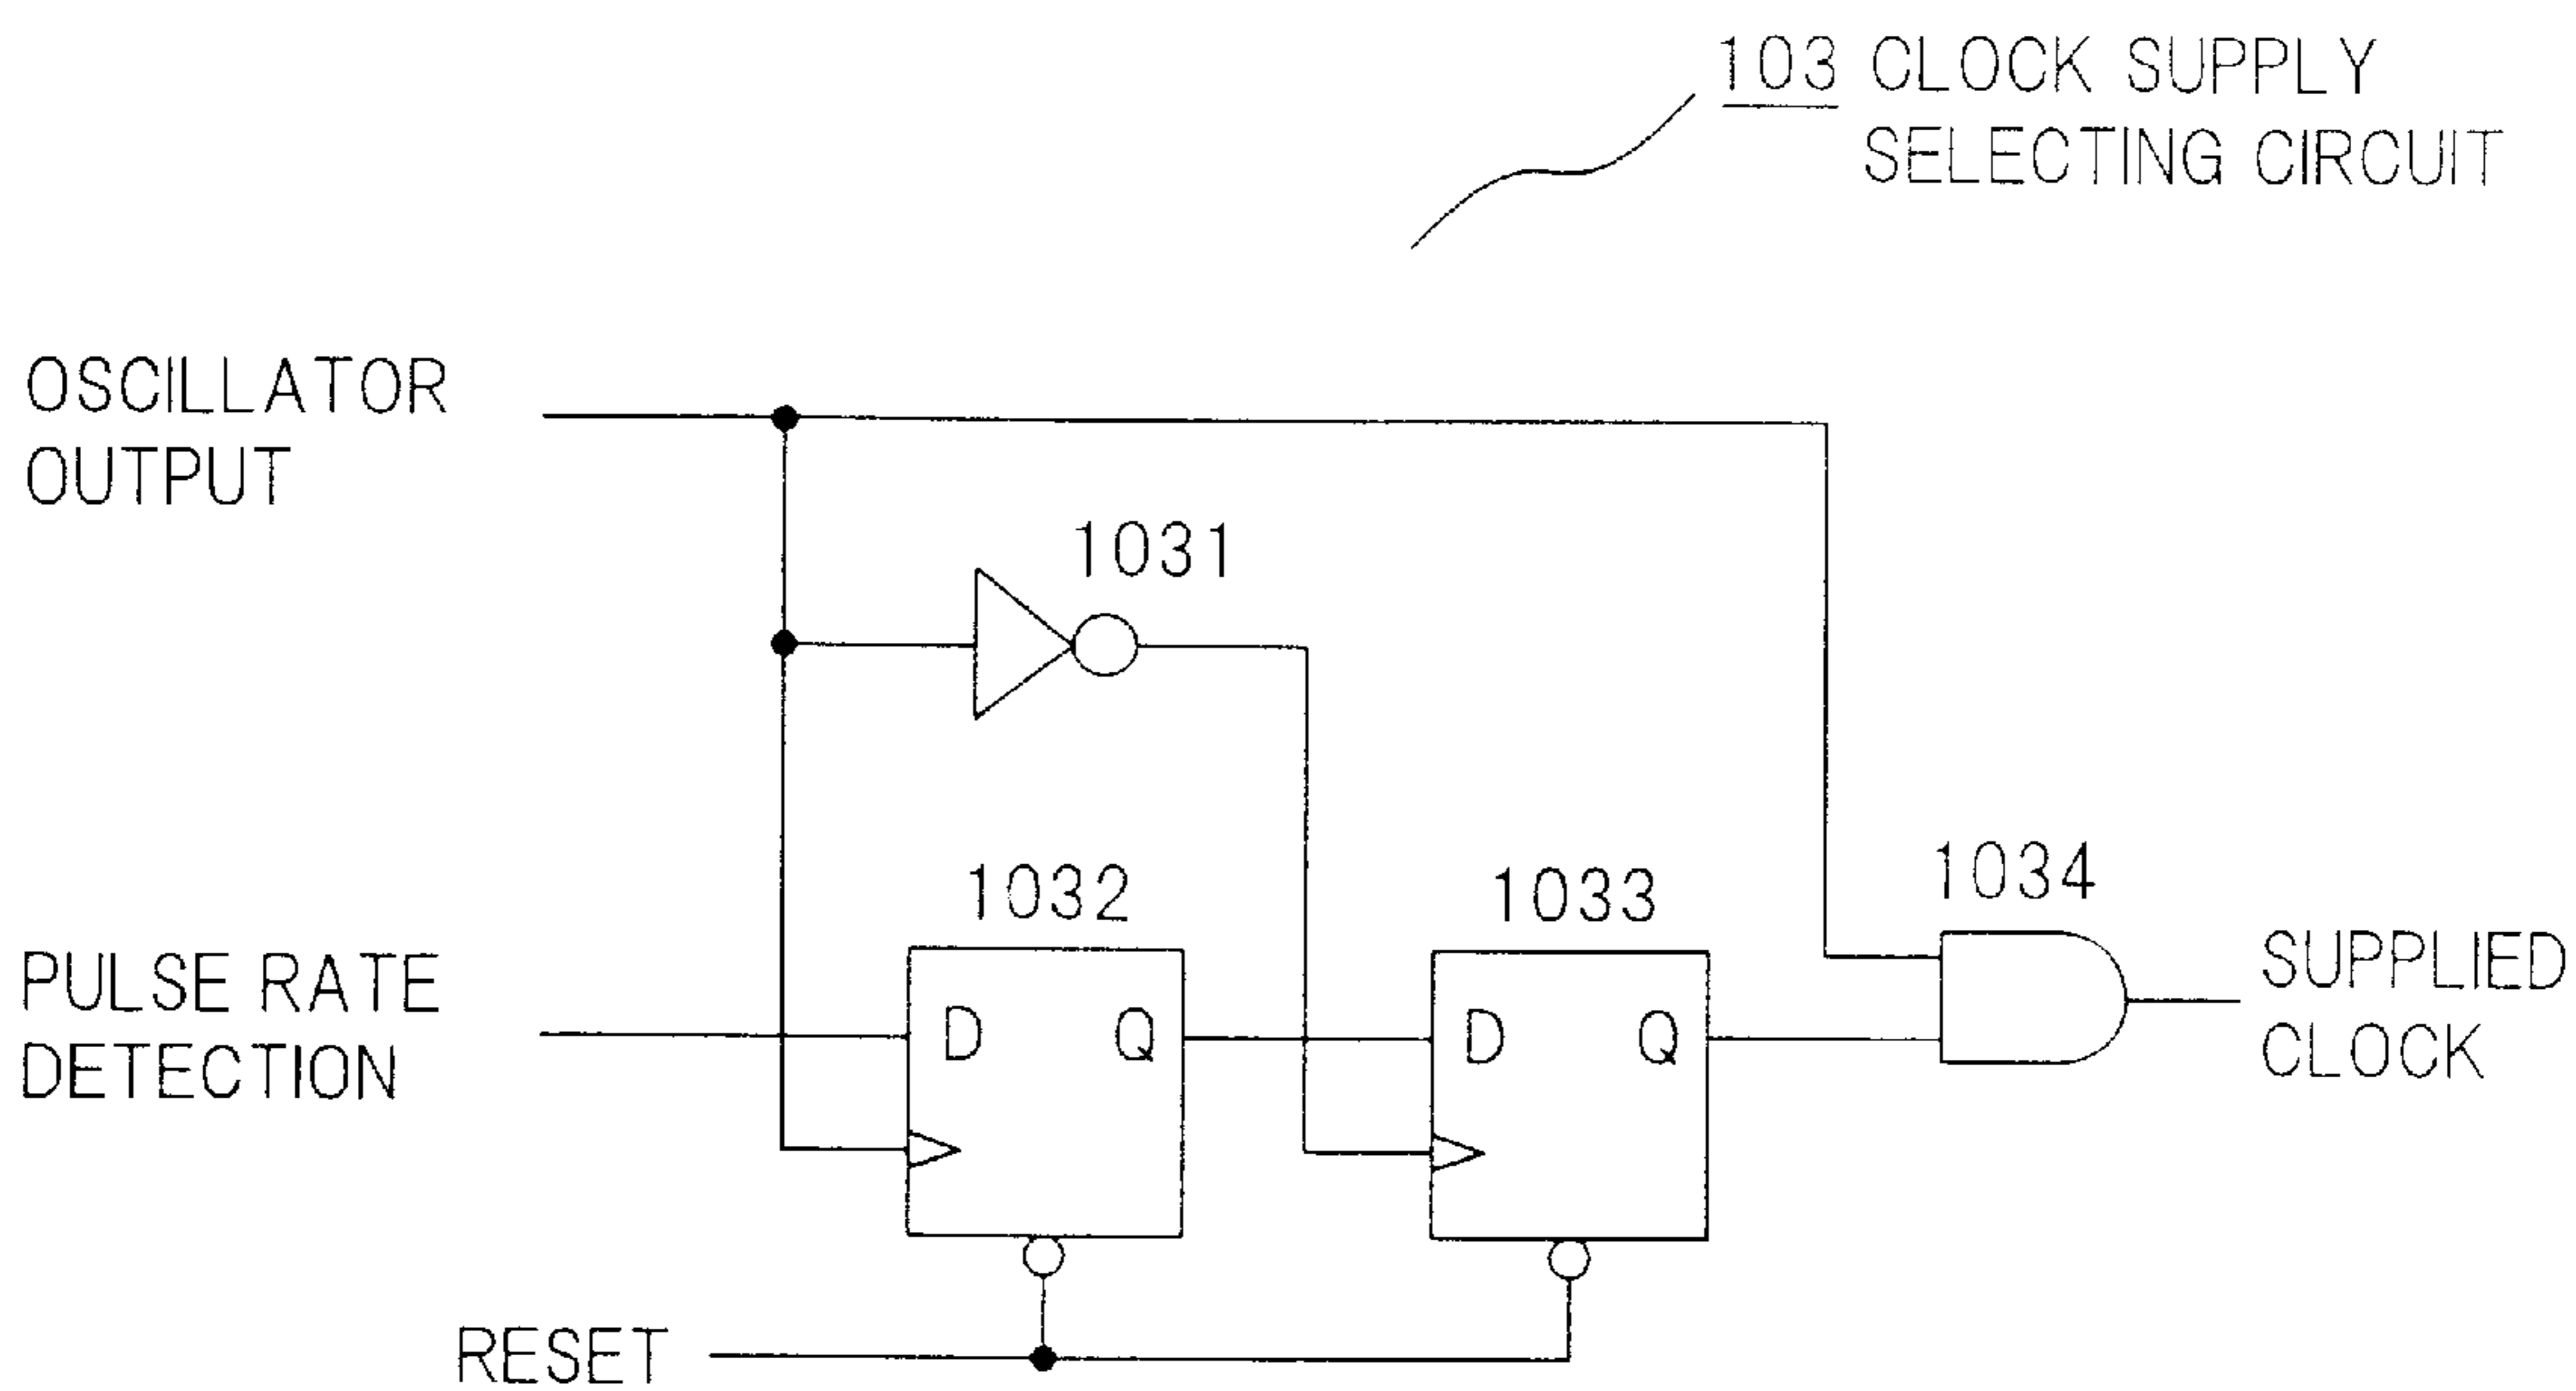 103 CLOCK SUPPLY
SELECTING CIRCUIT
OSCILLATOR
OUTPUT
1031
1032
1033
1034
PULSE RATE
DETECTION
D Q
D Q
SUPPLIED
CLOCK
RESET